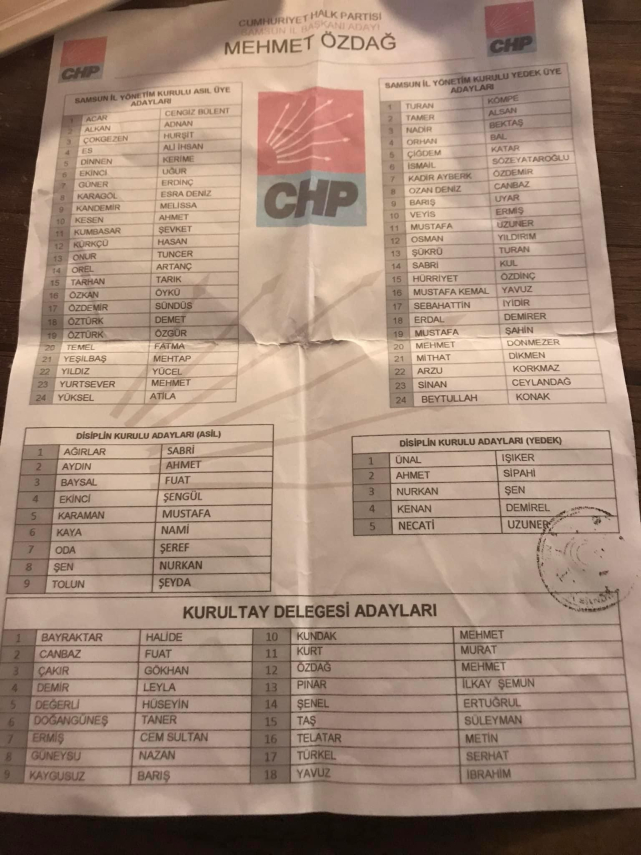 CUMHURİYET HALK PARTİSİ
SAMSUN İL BAŞKANI ADAYI
MEHMET ÖZDAĞ
CHP
CHP
CHP
SAMSUN İL YÖNETİM KURULU ASIL ÜYE ADAYLARI
1 ACAR CENGİZ BÜLENT
2 ALKAN ADNAN
3 ÇOKGEZEN HURŞİT
4 ES ALİ İHSAN
5 DİNNEN KERİME
6 EKİNCİ UĞUR
7 GÜNER ERDİNÇ
8 KARAGÖL ESRA DENİZ
9 KANDEMİR MELİSSA
10 KESEN AHMET
11 KUMBASAR ŞEVKET
12 KÜRKÇÜ HASAN
13 ONUR TUNCER
14 OREL ARTANÇ
15 TARHAN TARIK
16 ÖZKAN ÖYKÜ
17 ÖZDEMİR SÜNDÜS
18 ÖZTÜRK DEMET
19 ÖZTÜRK ÖZGÜR
20 TEMEL FATMA
21 YEŞİLBAŞ MEHTAP
22 YILDIZ YÜCEL
23 YURTSEVER MEHMET
24 YÜKSEL ATİLA
SAMSUN İL YÖNETİM KURULU YEDEK ÜYE ADAYLARI
1 TURAN KÖMPE
2 TAMER ALSAN
3 NADİR BEKTAŞ
4 ORHAN BAL
5 ÇİĞDEM KATAR
6 İSMAİL SÖZEYATAROĞLU
7 KADİR AYBERK ÖZDEMİR
8 OZAN DENİZ CANBAZ
9 BARIŞ UYAR
10 VEYİS ERMİŞ
11 MUSTAFA UZUNER
12 OSMAN YILDIRIM
13 ŞÜKRÜ TURAN
14 SABRİ KUL
15 HÜRRİYET ÖZDİNÇ
16 MUSTAFA KEMAL YAVUZ
17 SEBAHATTİN İYİDİR
18 ERDAL DEMİRER
19 MUSTAFA ŞAHİN
20 MEHMET DÖNMEZER
21 MİTHAT DİKMEN
22 ARZU KORKMAZ
23 SİNAN CEYLANDAĞ
24 BEYTULLAH KONAK
DİSİPLİN KURULU ADAYLARI (ASİL)
1 AĞIRLAR SABRİ
2 AYDIN AHMET
3 BAYSAL FUAT
4 EKİNCİ ŞENGÜL
5 KARAMAN MUSTAFA
6 KAYA NAMİ
7 ODA ŞEREF
8 ŞEN NURKAN
9 TOLUN ŞEYDA
DİSİPLİN KURULU ADAYLARI (YEDEK)
1 ÜNAL IŞIKER
2 AHMET SİPAHİ
3 NURKAN ŞEN
4 KENAN DEMİREL
5 NECATİ UZUNER
KURULTAY DELEGESİ ADAYLARI
1 BAYRAKTAR HALİDE
2 CANBAZ FUAT
3 ÇAKIR GÖKHAN
4 DEMİR LEYLA
5 DEĞERLİ HÜSEYİN
6 DOĞANGÜNEŞ TANER
7 ERMİŞ CEM SULTAN
8 GÜNEYSU NAZAN
9 KAYGUSUZ BARIŞ
10 KUNDAK MEHMET
11 KURT MURAT
12 ÖZDAĞ MEHMET
13 PINAR İLKAY ŞEMUN
14 ŞENEL ERTUĞRUL
15 TAŞ SÜLEYMAN
16 TELATAR METİN
17 TÜRKEL SERHAT
18 YAVUZ İBRAHİM